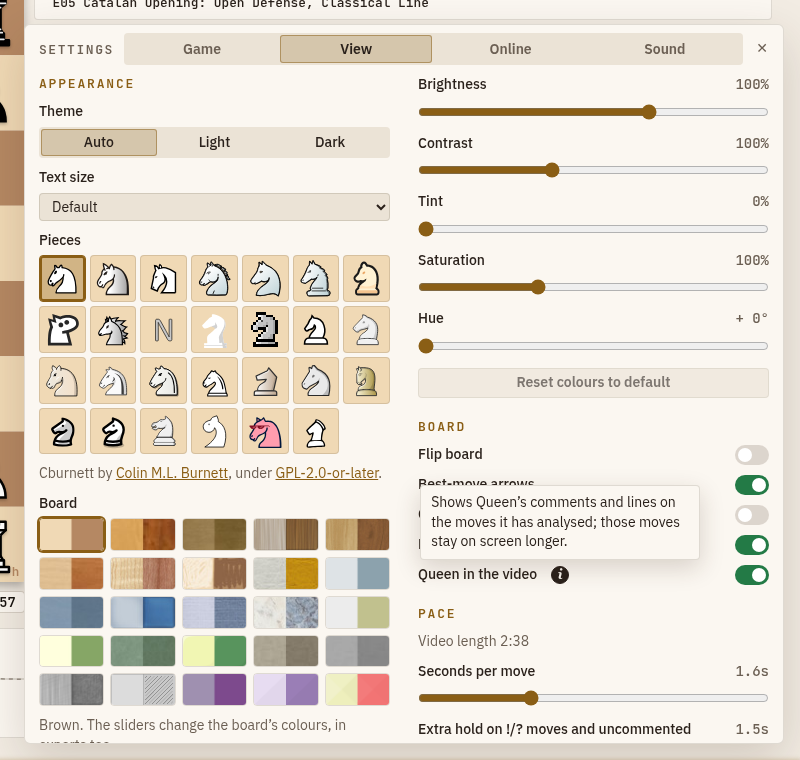 E05 Catalan Opening: Open Defense, Classical Line
SETTINGS
Game
View
Online
Sound
×
APPEARANCE
Theme
Auto
Light
Dark
Text size
Default
Pieces
N
Cburnett by Colin M.L. Burnett, under GPL-2.0-or-later.
Board
Brown. The sliders change the board's colours, in
Brightness 100%
Contrast 100%
Tint 0%
Saturation 100%
Hue + 0°
Reset colours to default
BOARD
Flip board
Best-move arrows
Shows Queen's comments and lines on
the moves it has analysed; those moves
stay on screen longer.
Queen in the video i
PACE
Video length 2:38
Seconds per move 1.6s
Extra hold on !/? moves and uncommented 1.5s
h
57